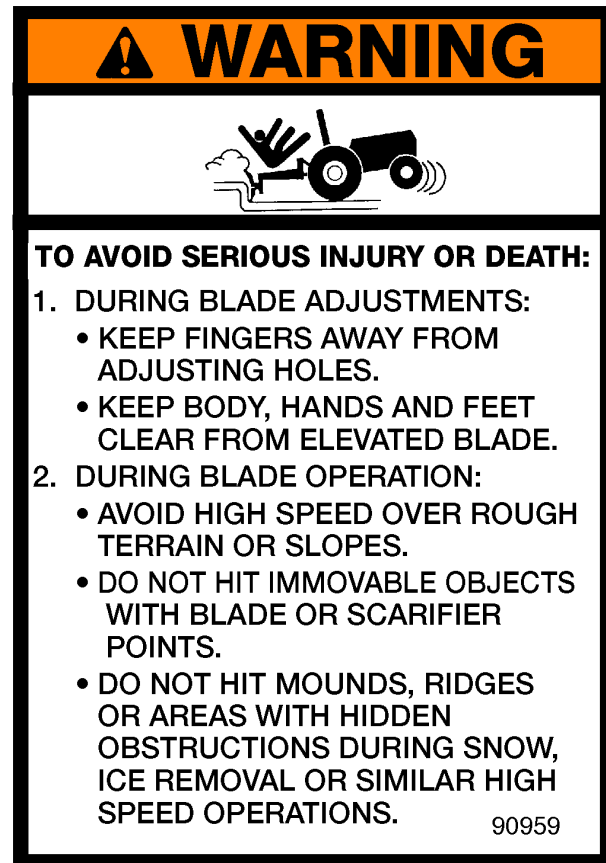 WARNING
TO AVOID SERIOUS INJURY OR DEATH:
1. DURING BLADE ADJUSTMENTS:
• KEEP FINGERS AWAY FROM
ADJUSTING HOLES.
• KEEP BODY, HANDS AND FEET
CLEAR FROM ELEVATED BLADE.
2. DURING BLADE OPERATION:
• AVOID HIGH SPEED OVER ROUGH
TERRAIN OR SLOPES.
• DO NOT HIT IMMOVABLE OBJECTS
WITH BLADE OR SCARIFIER
POINTS.
• DO NOT HIT MOUNDS, RIDGES
OR AREAS WITH HIDDEN
OBSTRUCTIONS DURING SNOW,
ICE REMOVAL OR SIMILAR HIGH
SPEED OPERATIONS.
90959